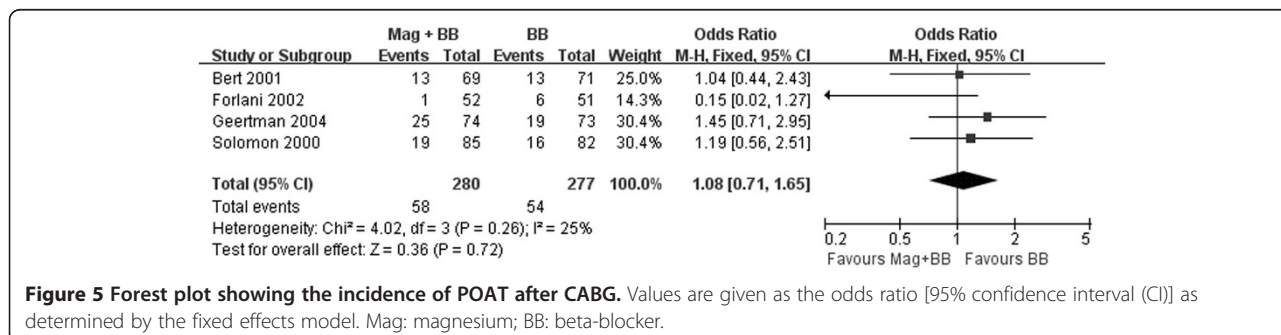 Mag + BB BB Odds Ratio Odds Ratio
Study or Subgroup Events Total Events Total Weight M-H, Fixed, 95% CI M-H, Fixed, 95% CI
Bert 2001 13 69 13 71 25.0% 1.04 [0.44, 2.43]
Forlani 2002 1 52 6 51 14.3% 0.15 [0.02, 1.27]
Geertman 2004 25 74 19 73 30.4% 1.45 [0.71, 2.95]
Solomon 2000 19 85 16 82 30.4% 1.19 [0.56, 2.51]
Total (95% CI) 280 277 100.0% 1.08 [0.71, 1.65]
Total events 58 54
Heterogeneity: Chi² = 4.02, df = 3 (P = 0.26); I² = 25%
Test for overall effect: Z = 0.36 (P = 0.72)
0.2 0.5 1 2 5
Favours Mag+BB Favours BB
Figure 5 Forest plot showing the incidence of POAT after CABG. Values are given as the odds ratio [95% confidence interval (CI)] as
determined by the fixed effects model. Mag: magnesium; BB: beta-blocker.